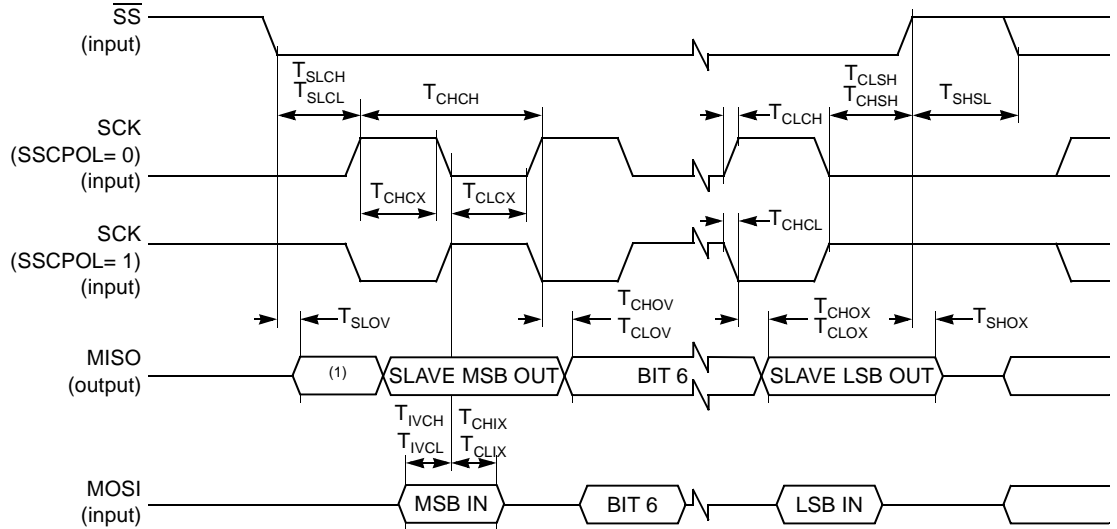 SS
(input)
T_SLCH
T_SLCL
T_CHCH
T_CLSH
T_CHSH
T_SHSL
T_CLCH
SCK
(SSCPOL= 0)
(input)
T_CHCX
T_CLCX
T_CHCL
SCK
(SSCPOL= 1)
(input)
T_SLOV
T_CHOV
T_CLOV
T_CHOX
T_CLOX
T_SHOX
MISO
(output)
(1)
SLAVE MSB OUT
BIT 6
SLAVE LSB OUT
T_IVCH
T_IVCL
T_CHIX
T_CLIX
MOSI
(input)
MSB IN
BIT 6
LSB IN